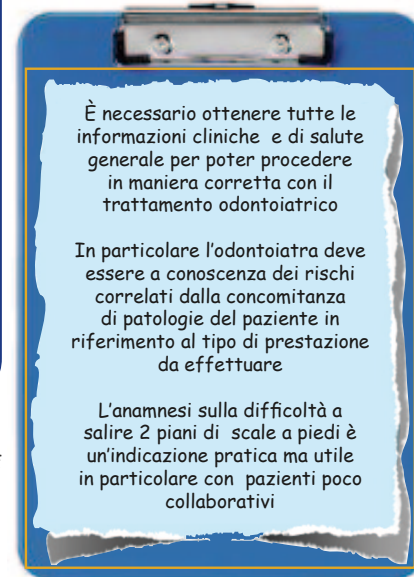 È necessario ottenere tutte le
informazioni cliniche e di salute
generale per poter procedere
in maniera corretta con il
trattamento odontoiatrico
In particolare l'odontoiatra deve
essere a conoscenza dei rischi
correlati dalla concomitanza
di patologie del paziente in
riferimento al tipo di prestazione
da effettuare
L'anamnesi sulla difficoltà a
salire 2 piani di scale a piedi è
un'indicazione pratica ma utile
in particolare con pazienti poco
collaborativi